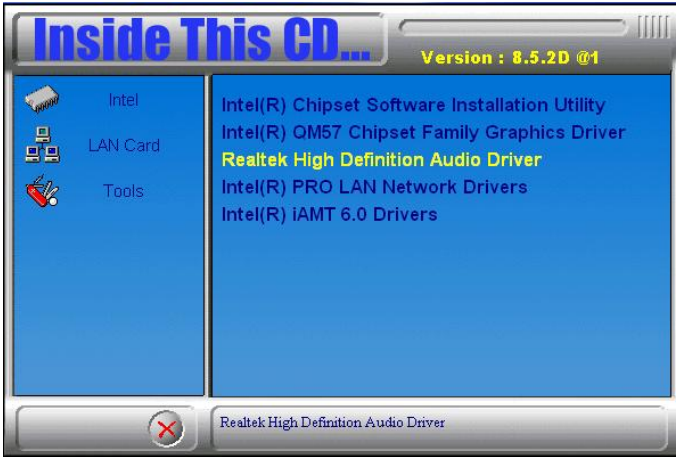 Inside This CD...
Version : 8.5.2D @1
Intel
LAN Card
Tools
Intel(R) Chipset Software Installation Utility
Intel(R) QM57 Chipset Family Graphics Driver
Realtek High Definition Audio Driver
Intel(R) PRO LAN Network Drivers
Intel(R) iAMT 6.0 Drivers
Realtek High Definition Audio Driver